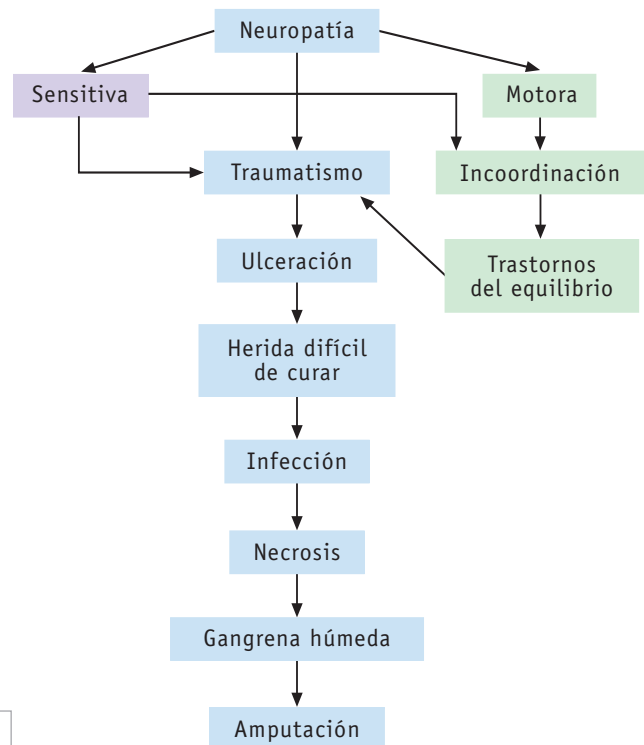 Neuropatía
Sensitiva
Motora
Traumatismo
Incoordinación
Ulceración
Trastornos
del equilibrio
Herida difícil
de curar
Infección
Necrosis
Gangrena húmeda
Amputación